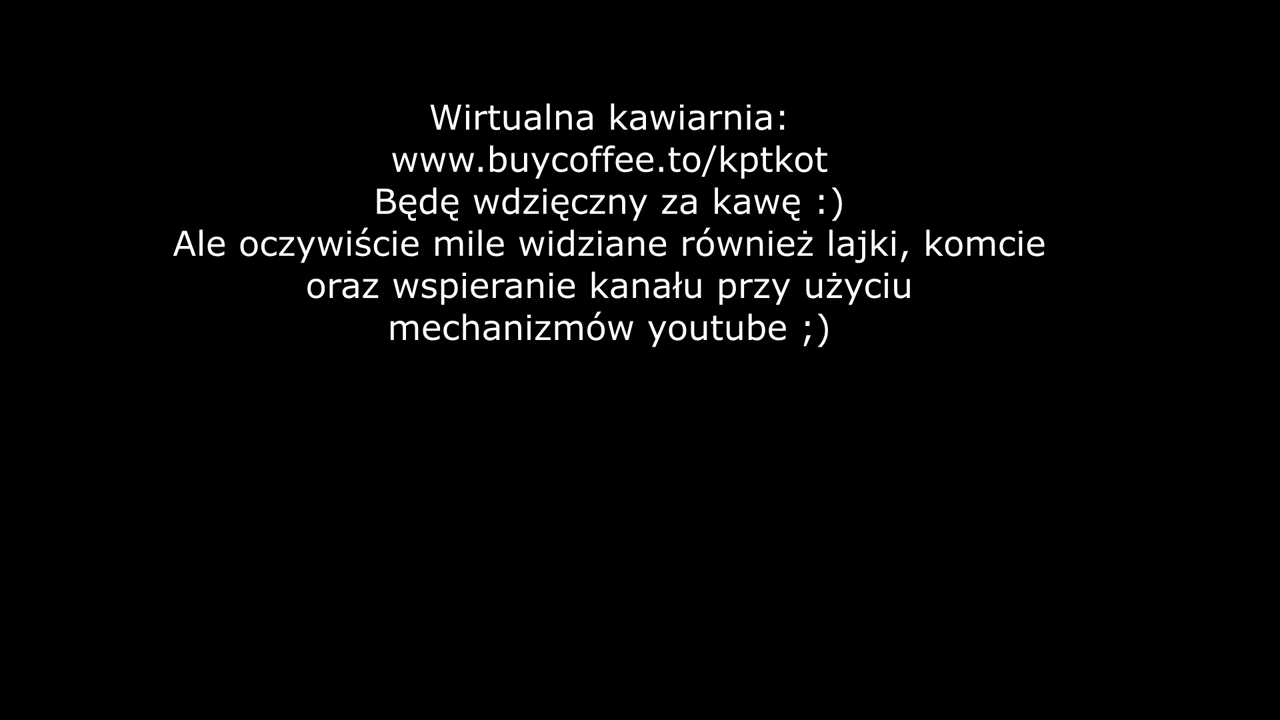 Wirtualna kawiarnia:
www.buycoffee.to/kptkot
Będę wdzięczny za kawę :)
Ale oczywiście mile widziane również lajki, komcie
oraz wspieranie kanału przy użyciu
mechanizmów youtube ;)